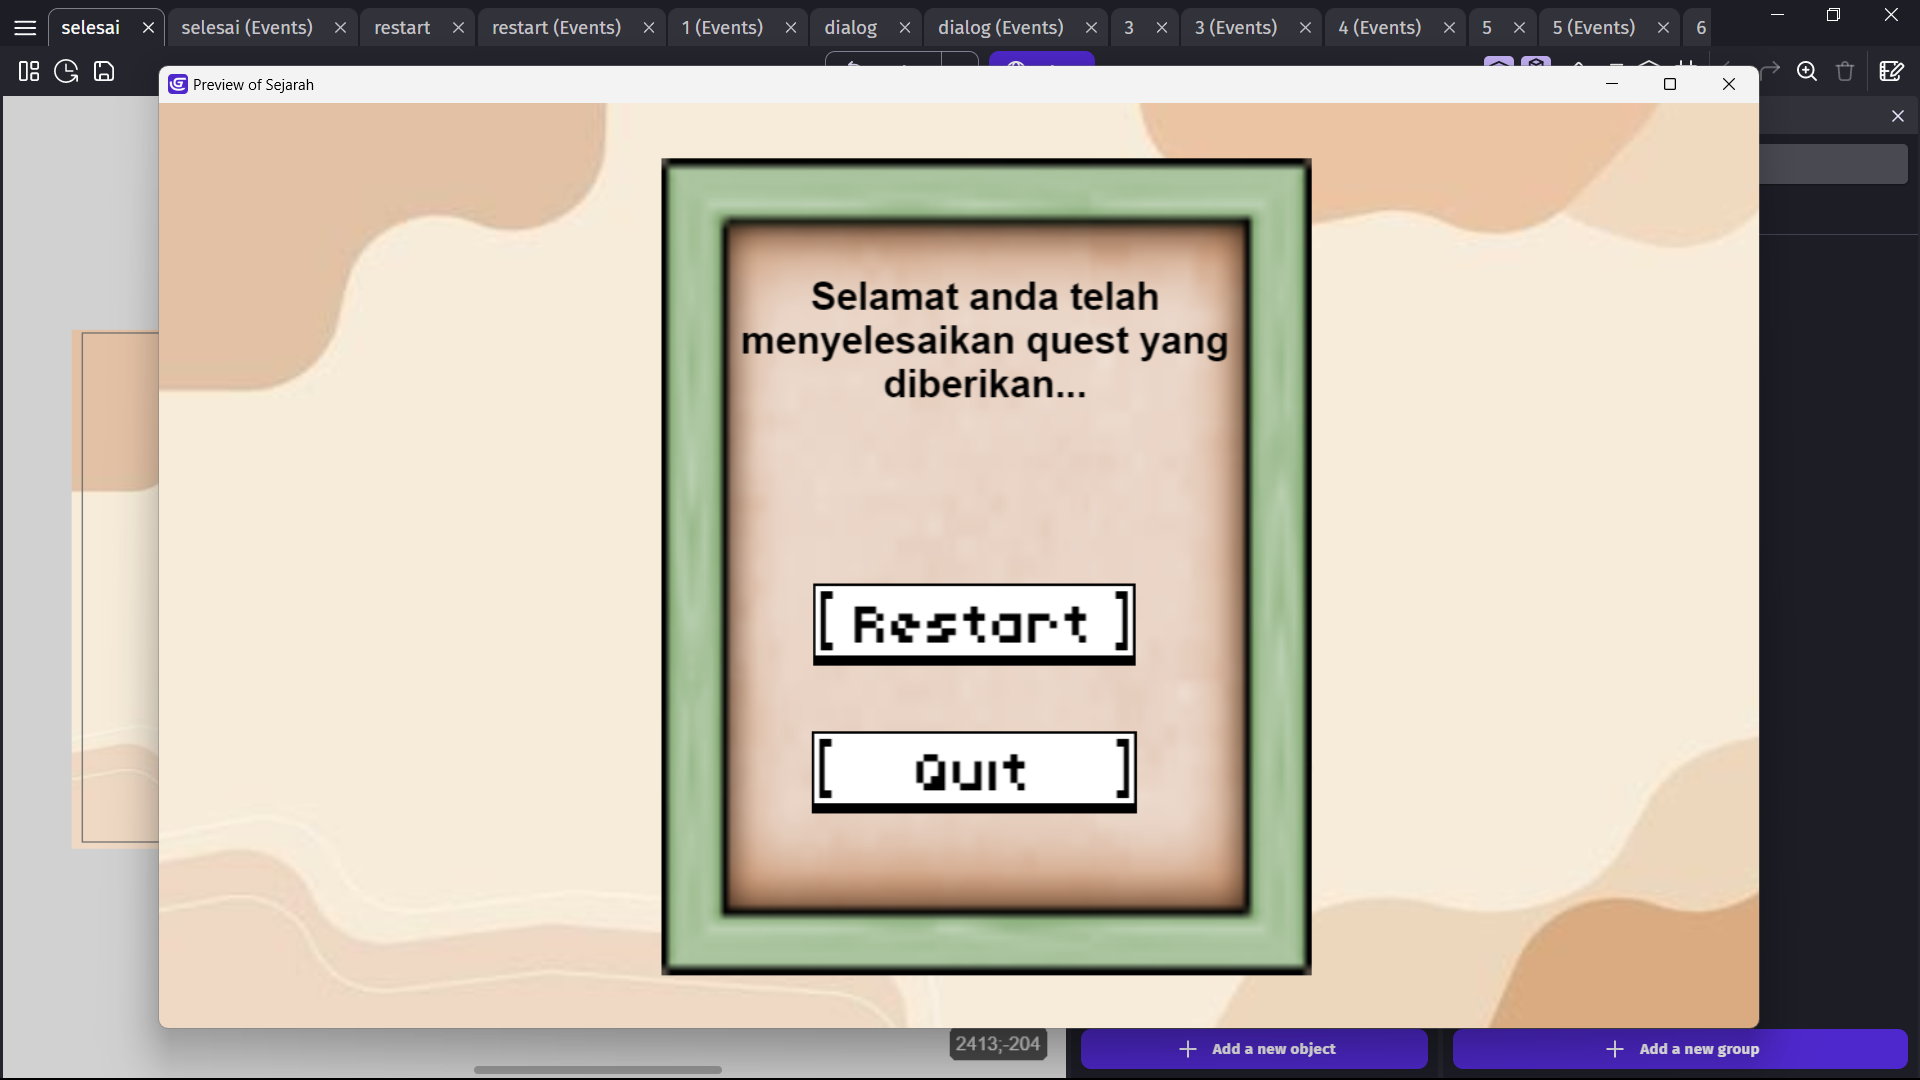 selesai
selesai (Events)
restart
restart (Events)
1 (Events)
dialog
dialog (Events)
3
3 (Events)
4 (Events)
5
5 (Events)
6
Preview of Sejarah
Selamat anda telah
menyelesaikan quest yang
diberikan...
[ Restart ]
[ Quit ]
2413;-204
Add a new object
Add a new group